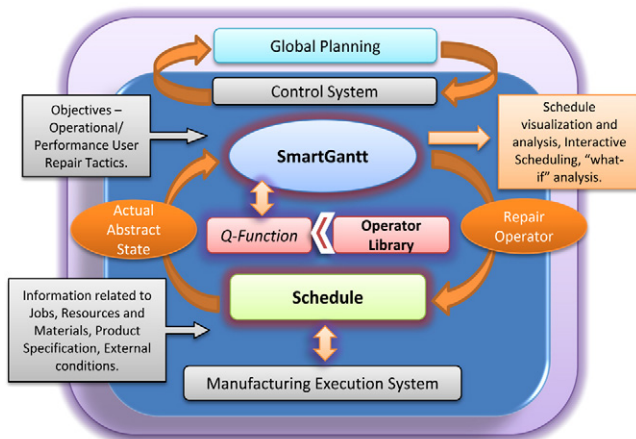 Global Planning
Control System
Objectives –
Operational/
Performance User
Repair Tactics.
Schedule
visualization and
analysis, Interactive
Scheduling, “what-
if” analysis.
SmartGantt
Actual
Abstract
State
Q-Function
Operator
Library
Repair
Operator
Schedule
Information related to
Jobs, Resources and
Materials, Product
Specification, External
conditions.
Manufacturing Execution System